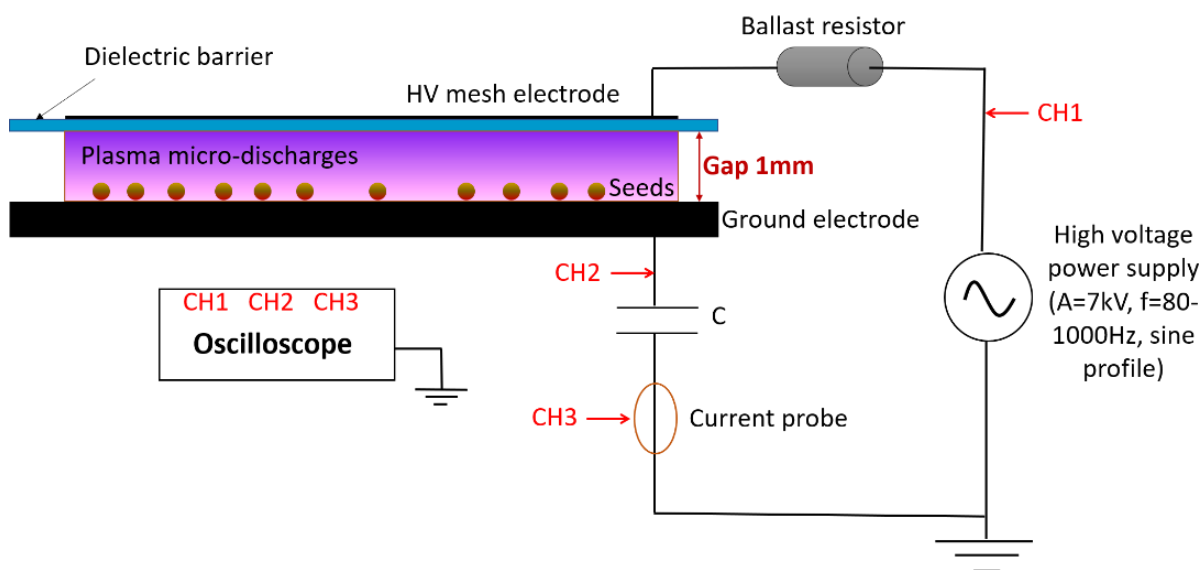 Ballast resistor
Dielectric barrier
HV mesh electrode
CH1
Plasma micro-discharges
Gap 1mm
Seeds
Ground electrode
CH2
High voltage
power supply
(A=7kV, f=80-
1000Hz, sine
profile)
CH1 CH2 CH3
Oscilloscope
C
CH3
Current probe